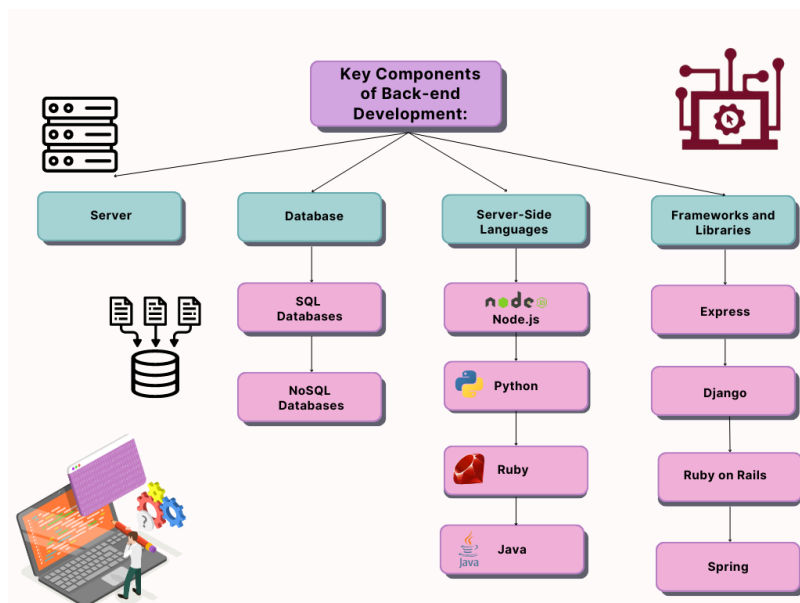 Key Components
of Back-end
Development:
Server
Database
Server-Side
Languages
Frameworks and
Libraries
SQL
Databases
NoSQL
Databases
node
JS
Node.js
Python
Ruby
Java
Java
Express
Django
Ruby on Rails
Spring
?